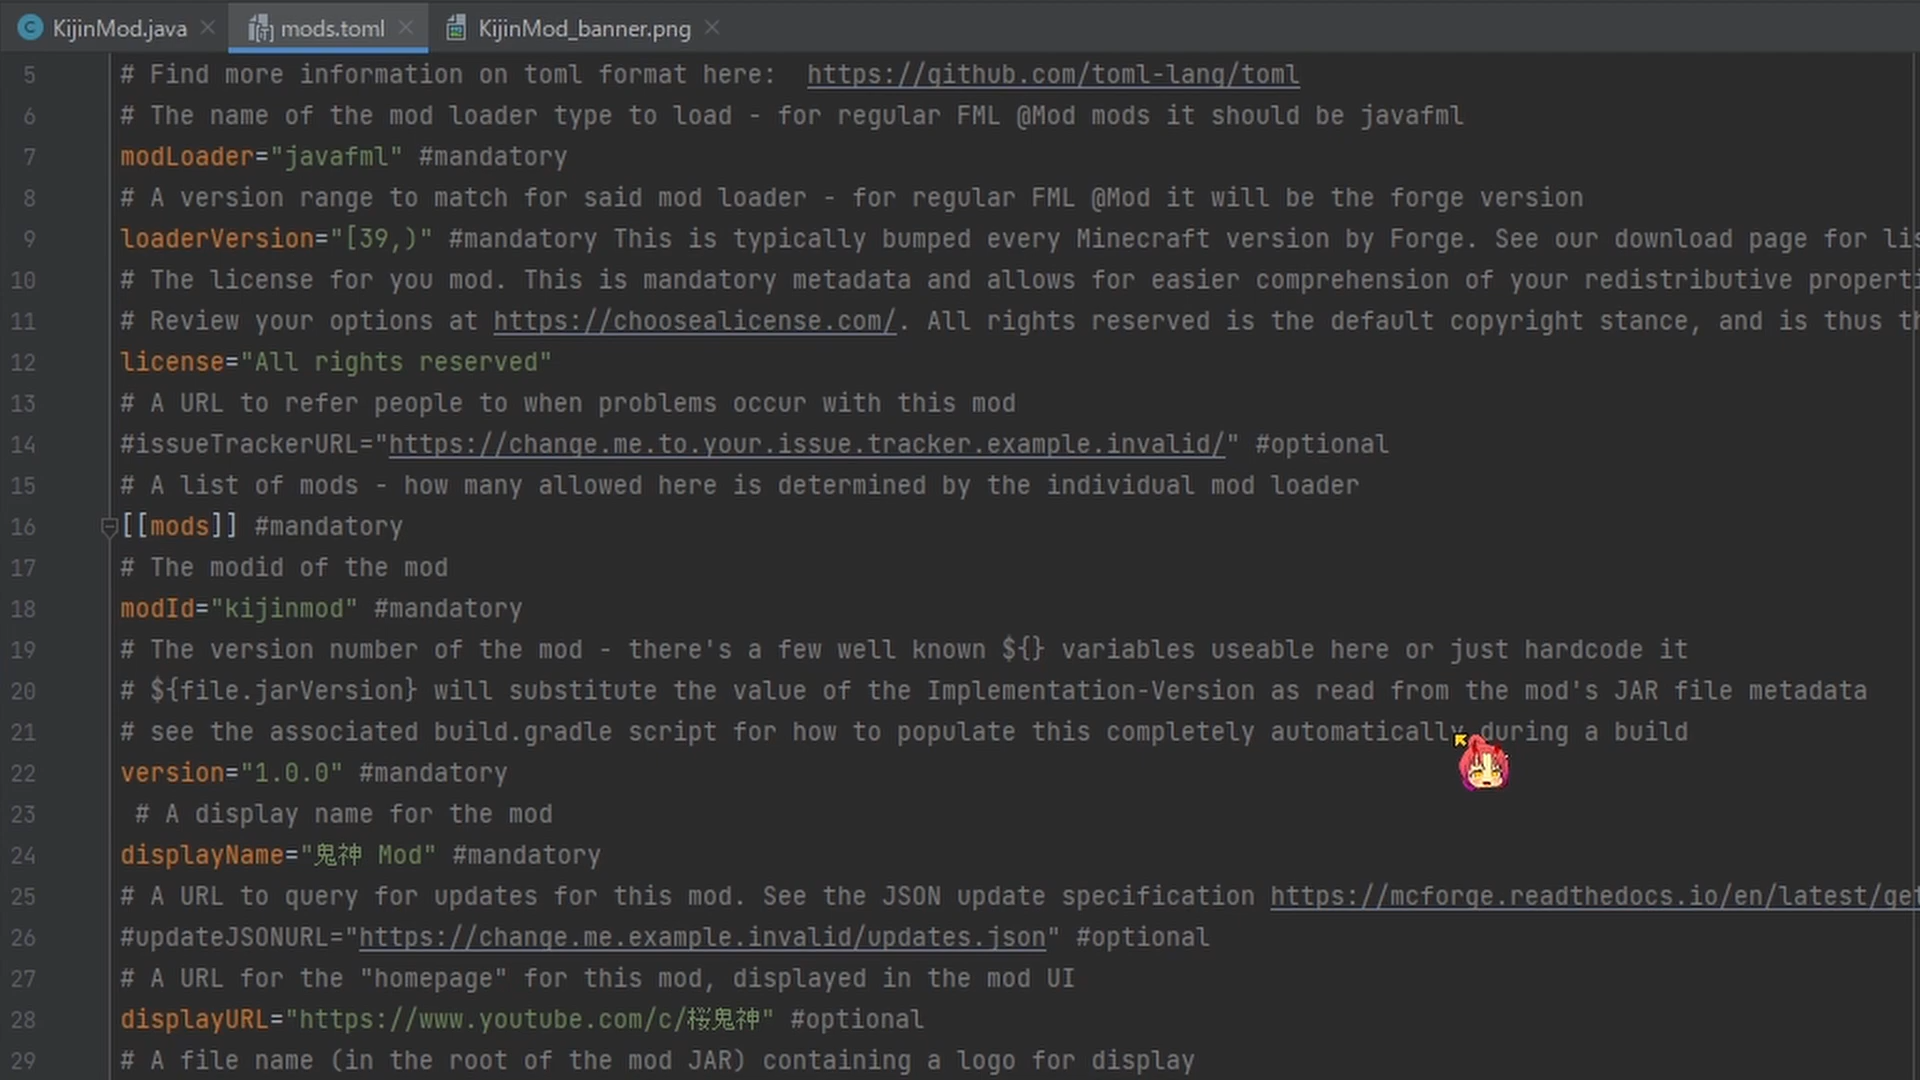 KijinMod.java mods.toml KijinMod_banner.png
5 # Find more information on toml format here:  https://github.com/toml-lang/toml
6 # The name of the mod loader type to load - for regular FML @Mod mods it should be javafml
7 modLoader="javafml" #mandatory
8 # A version range to match for said mod loader - for regular FML @Mod it will be the forge version
9 loaderVersion="[39,)" #mandatory This is typically bumped every Minecraft version by Forge. See our download page for lis
10 # The license for you mod. This is mandatory metadata and allows for easier comprehension of your redistributive properti
11 # Review your options at https://choosealicense.com/. All rights reserved is the default copyright stance, and is thus th
12 license="All rights reserved"
13 # A URL to refer people to when problems occur with this mod
14 #issueTrackerURL="https://change.me.to.your.issue.tracker.example.invalid/" #optional
15 # A list of mods - how many allowed here is determined by the individual mod loader
16 [[mods]] #mandatory
17 # The modid of the mod
18 modId="kijinmod" #mandatory
19 # The version number of the mod - there's a few well known ${} variables useable here or just hardcode it
20 # ${file.jarVersion} will substitute the value of the Implementation-Version as read from the mod's JAR file metadata
21 # see the associated build.gradle script for how to populate this completely automatically during a build
22 version="1.0.0" #mandatory
23  # A display name for the mod
24 displayName="鬼神 Mod" #mandatory
25 # A URL to query for updates for this mod. See the JSON update specification https://mcforge.readthedocs.io/en/latest/get
26 #updateJSONURL="https://change.me.example.invalid/updates.json" #optional
27 # A URL for the "homepage" for this mod, displayed in the mod UI
28 displayURL="https://www.youtube.com/c/桜鬼神" #optional
29 # A file name (in the root of the mod JAR) containing a logo for display